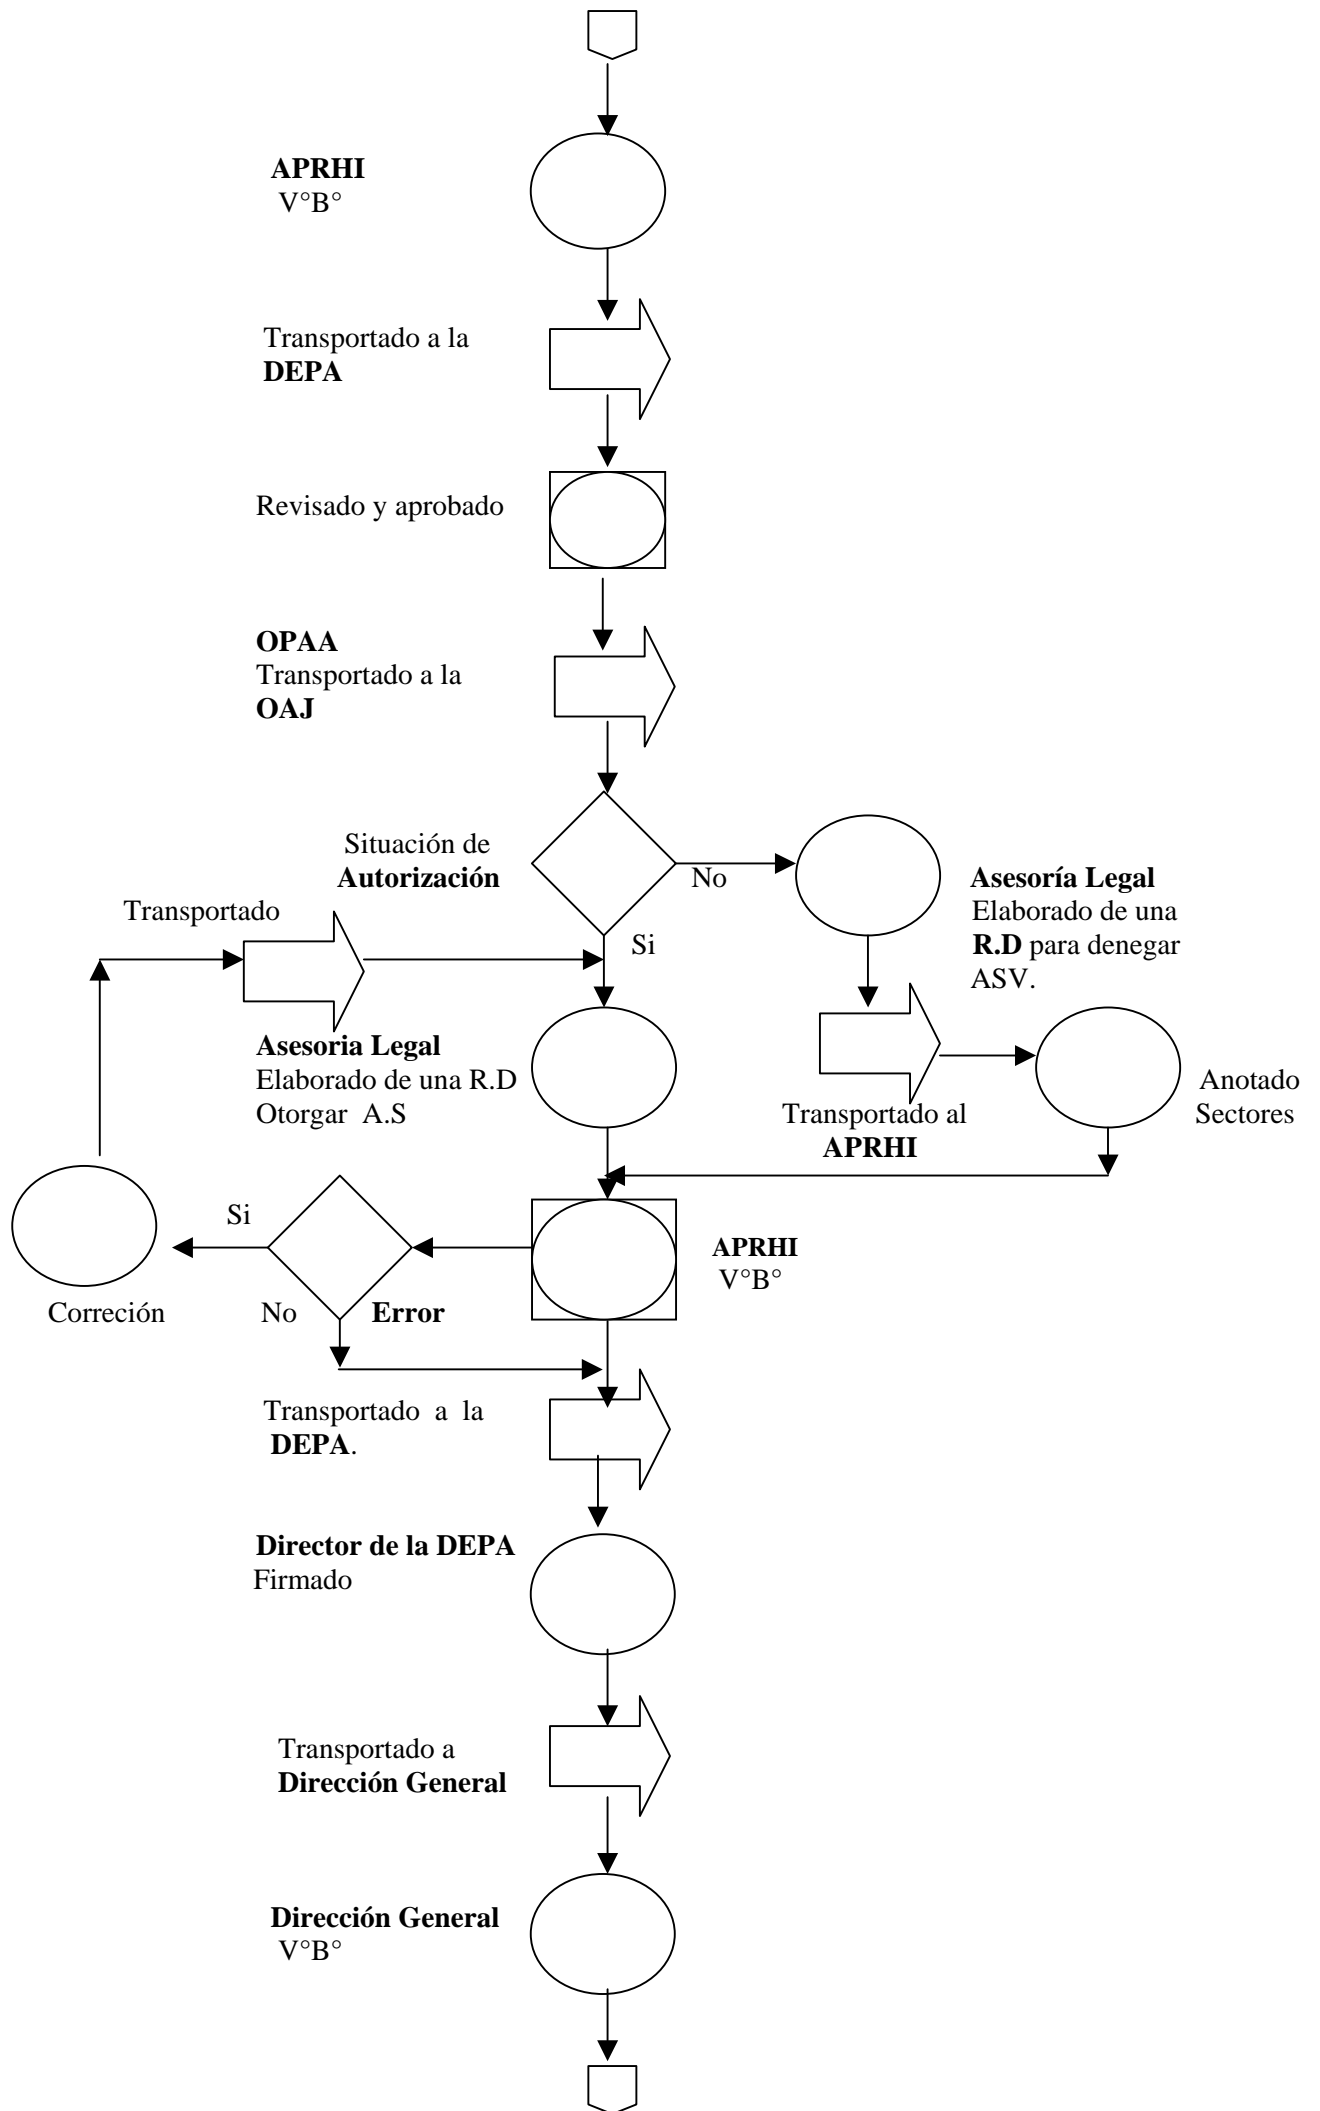 APRHI
V°B°
Transportado a la
DEPA
Revisado y aprobado
OPAA
Transportado a la
OAJ
Situación de
Autorización
No
Asesoría Legal
Elaborado de una
R.D para denegar
ASV.
Transportado
Si
Asesoria Legal
Elaborado de una R.D
Otorgar A.S
Transportado al
APRHI
Anotado
Sectores
Si
APRHI
V°B°
Correción
No
Error
Transportado a la
DEPA.
Director de la DEPA
Firmado
Transportado a
Dirección General
Dirección General
V°B°